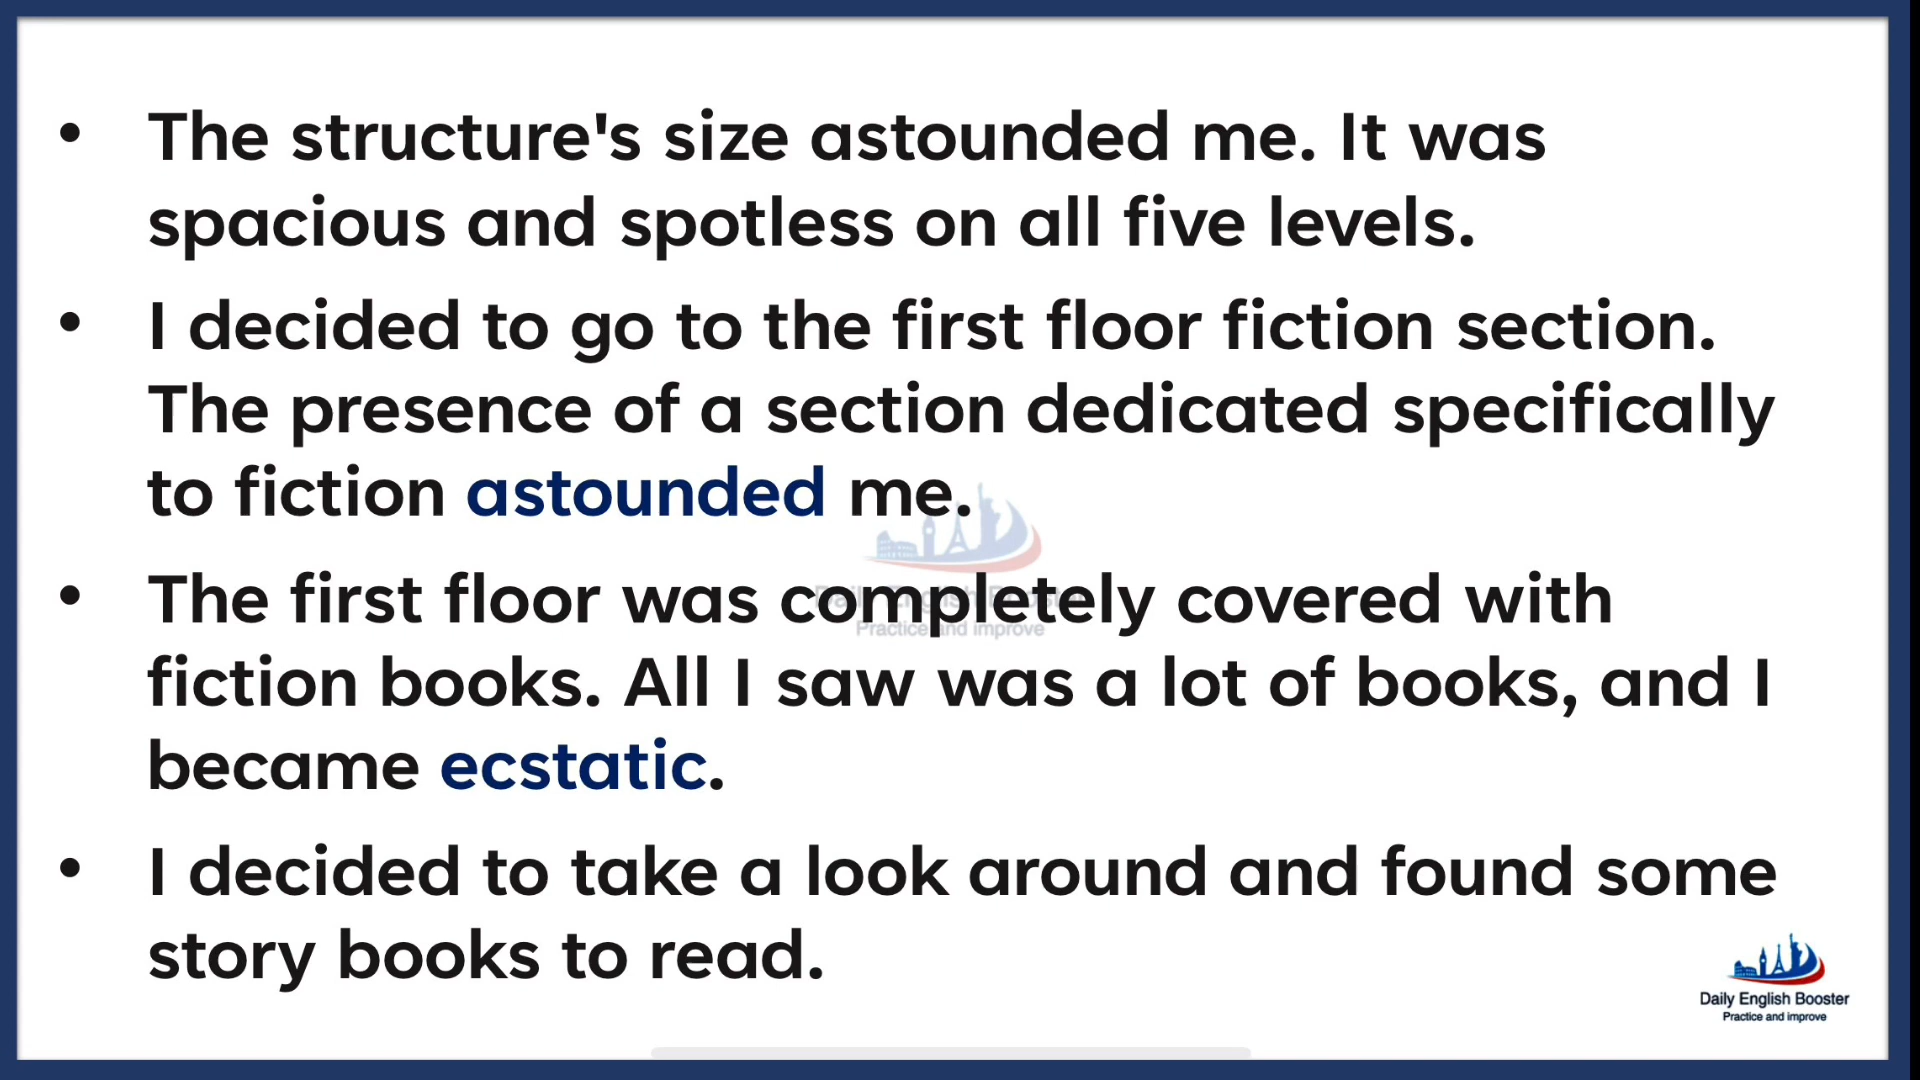 • The structure's size astounded me. It was
spacious and spotless on all five levels.
• I decided to go to the first floor fiction section.
The presence of a section dedicated specifically
to fiction astounded me.
• The first floor was completely covered with
fiction books. All I saw was a lot of books, and I
became ecstatic.
• I decided to take a look around and found some
story books to read.
Daily English Booster
Practice and improve
Daily English Booster
Practice and improve